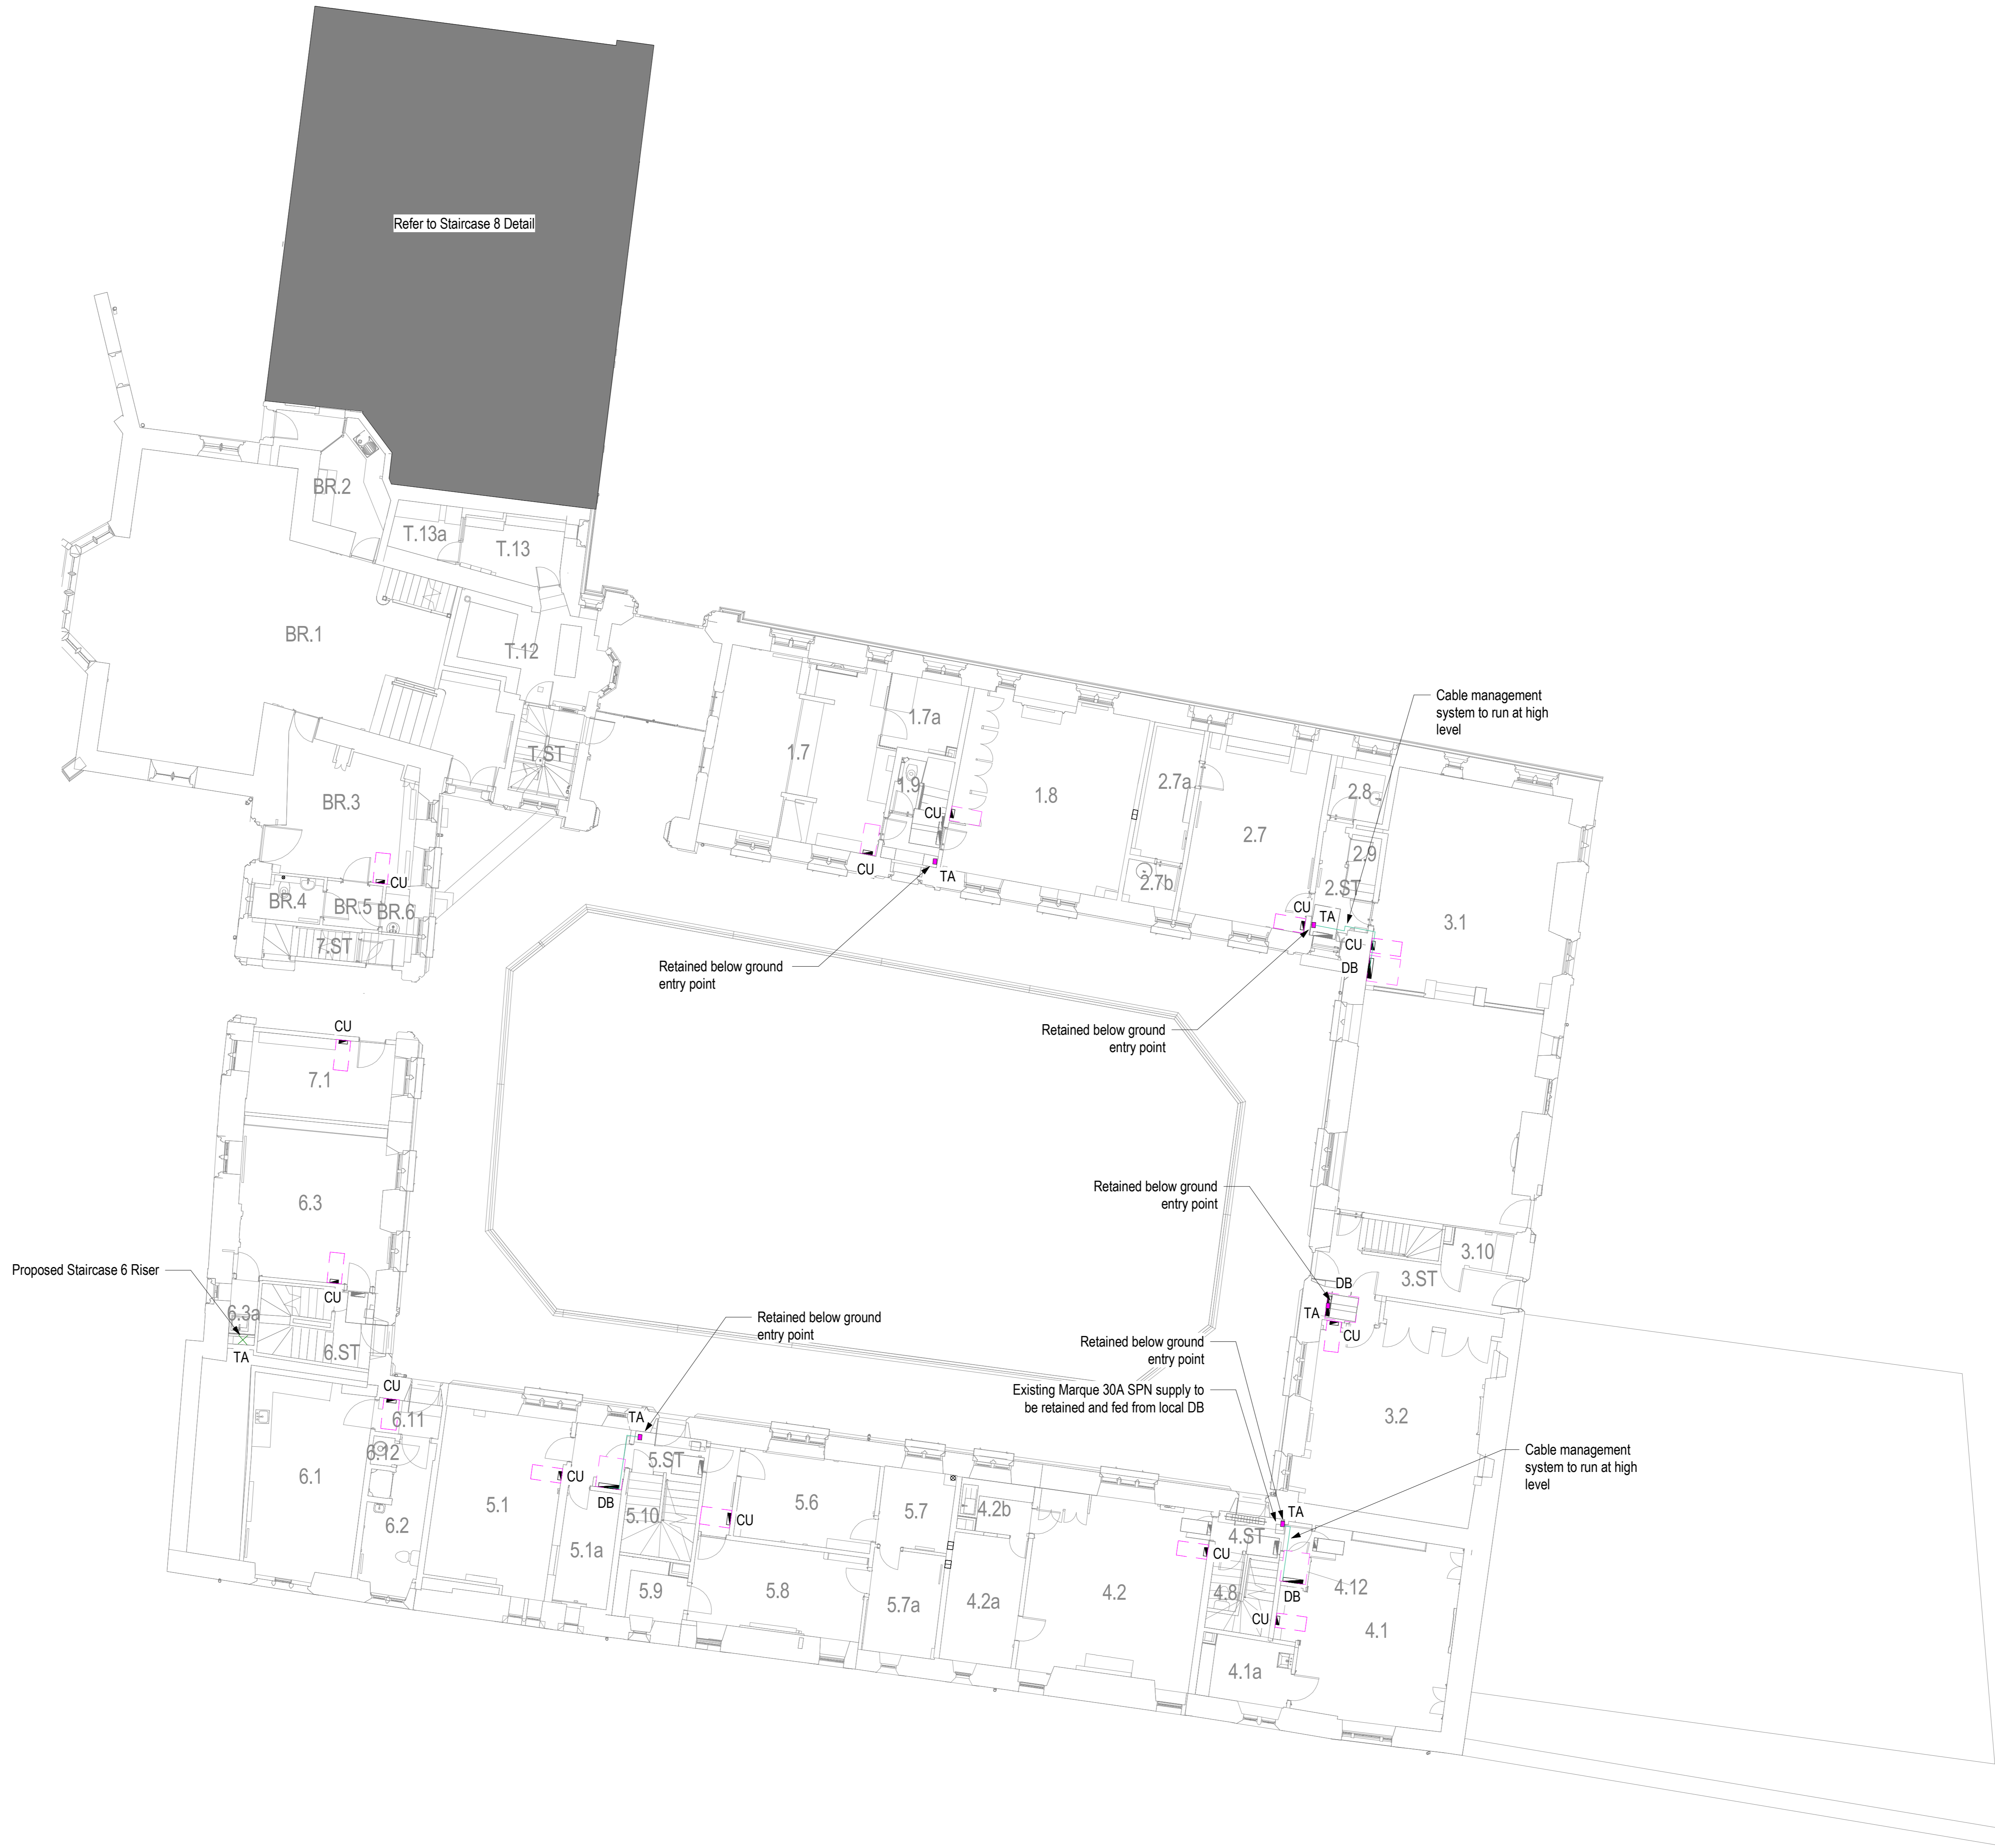 Refer to Staircase 8 Detail
BR.2
T.13a
T.13
BR.1
T.12
T.ST
BR.3
CU
BR.4
BR.5
BR.6
7.ST
1.7
1.7a
1.9
CU
CU
TA
1.8
2.7a
2.7b
2.7
2.8
2.9
2.ST
CU
TA
CU
DB
3.1
Cable management
system to run at high
level
Retained below ground
entry point
Retained below ground
entry point
CU
7.1
6.3
CU
Proposed Staircase 6 Riser
6.3a
TA
6.ST
Retained below ground
entry point
3.10
3.ST
DB
TA
CU
3.2
Retained below ground
entry point
Retained below ground
entry point
Existing Marque 30A SPN supply to
be retained and fed from local DB
CU
6.11
6.12
6.1
6.2
5.1
CU
TA
DB
5.ST
5.10
5.1a
5.9
CU
5.6
5.8
5.7
5.7a
4.2b
4.2a
4.2
CU
4.ST
TA
4.8
DB
CU
4.12
4.1
4.1a
Cable management
system to run at high
level